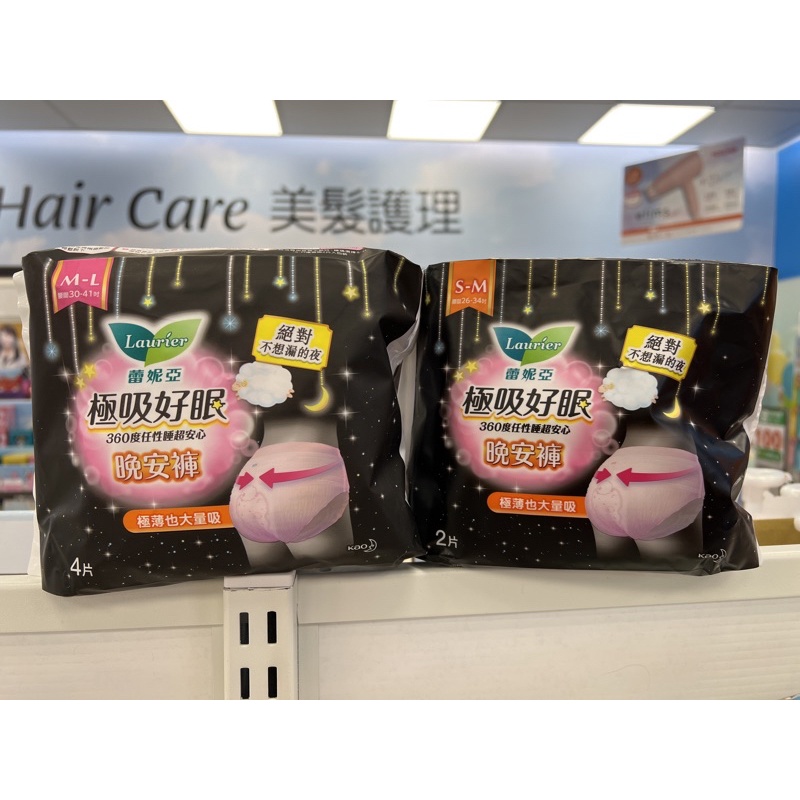 Hair Care 美髮護理
M-L
腰圍30-41吋
Laurier
蕾妮亞
極吸好眠
360度任性睡超安心
晚安褲
極薄也大量吸
絕對
不想漏的夜
4片
Kao
S-M
腰圍26-34吋
Laurier
蕾妮亞
極吸好眠
360度任性睡超安心
晚安褲
極薄也大量吸
絕對
不想漏的夜
2片
Kao
100